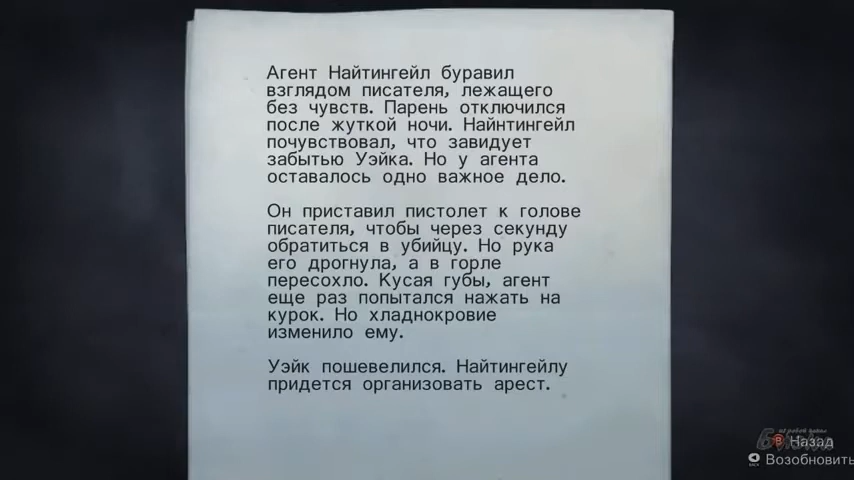 Агент Найтингейл буравил
взглядом писателя, лежащего
без чувств. Парень отключился
после жуткой ночи. Найнтингейл
почувствовал, что завидует
забытью Уэйка. Но у агента
оставалось одно важное дело.
Он приставил пистолет к голове
писателя, чтобы через секунду
обратиться в убийцу. Но рука
его дрогнула, а в горле
пересохло. Кусая губы, агент
еще раз попытался нажать на
курок. Но хладнокровие
изменило ему.
Уэйк пошевелился. Найтингейлу
придется организовать арест.
B Назад
BACK Возобновить